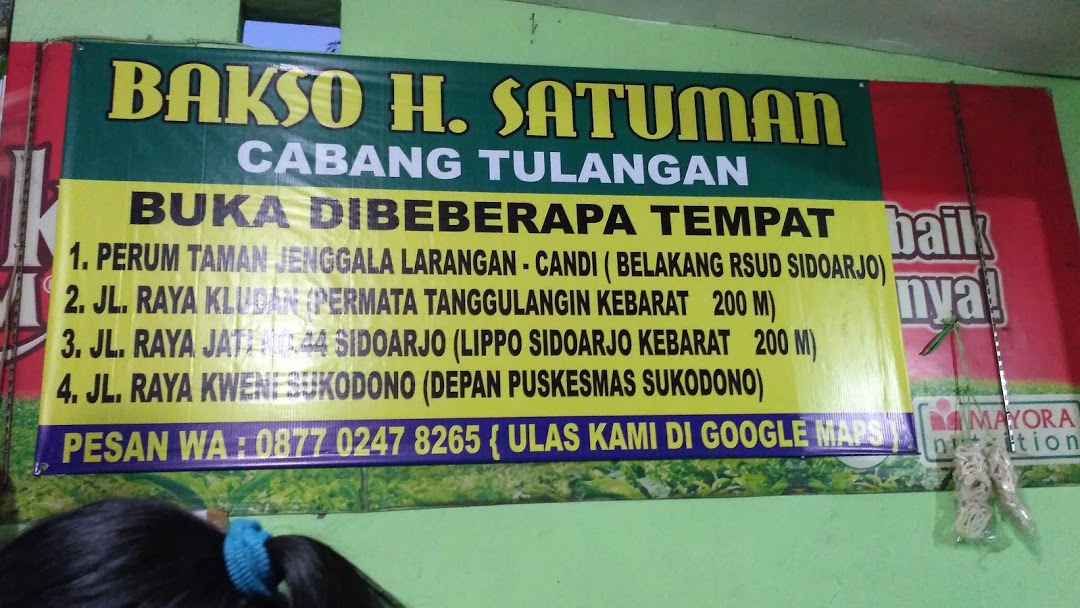 BAKSO H. SATUMAN
CABANG TULANGAN
BUKA DIBEBERAPA TEMPAT
1. PERUM TAMAN JENGGALA LARANGAN - CANDI ( BELAKANG RSUD SIDOARJO)
2. JL. RAYA KLUDAN (PERMATA TANGGULANGIN KEBARAT 200 M)
3. JL. RAYA JATI NO.44 SIDOARJO (LIPPO SIDOARJO KEBARAT 200 M)
4. JL. RAYA KWENI SUKODONO (DEPAN PUSKESMAS SUKODONO)
PESAN WA : 0877 0247 8265 { ULAS KAMI DI GOOGLE MAPS }
baik
nya!
MAYORA
nutrition